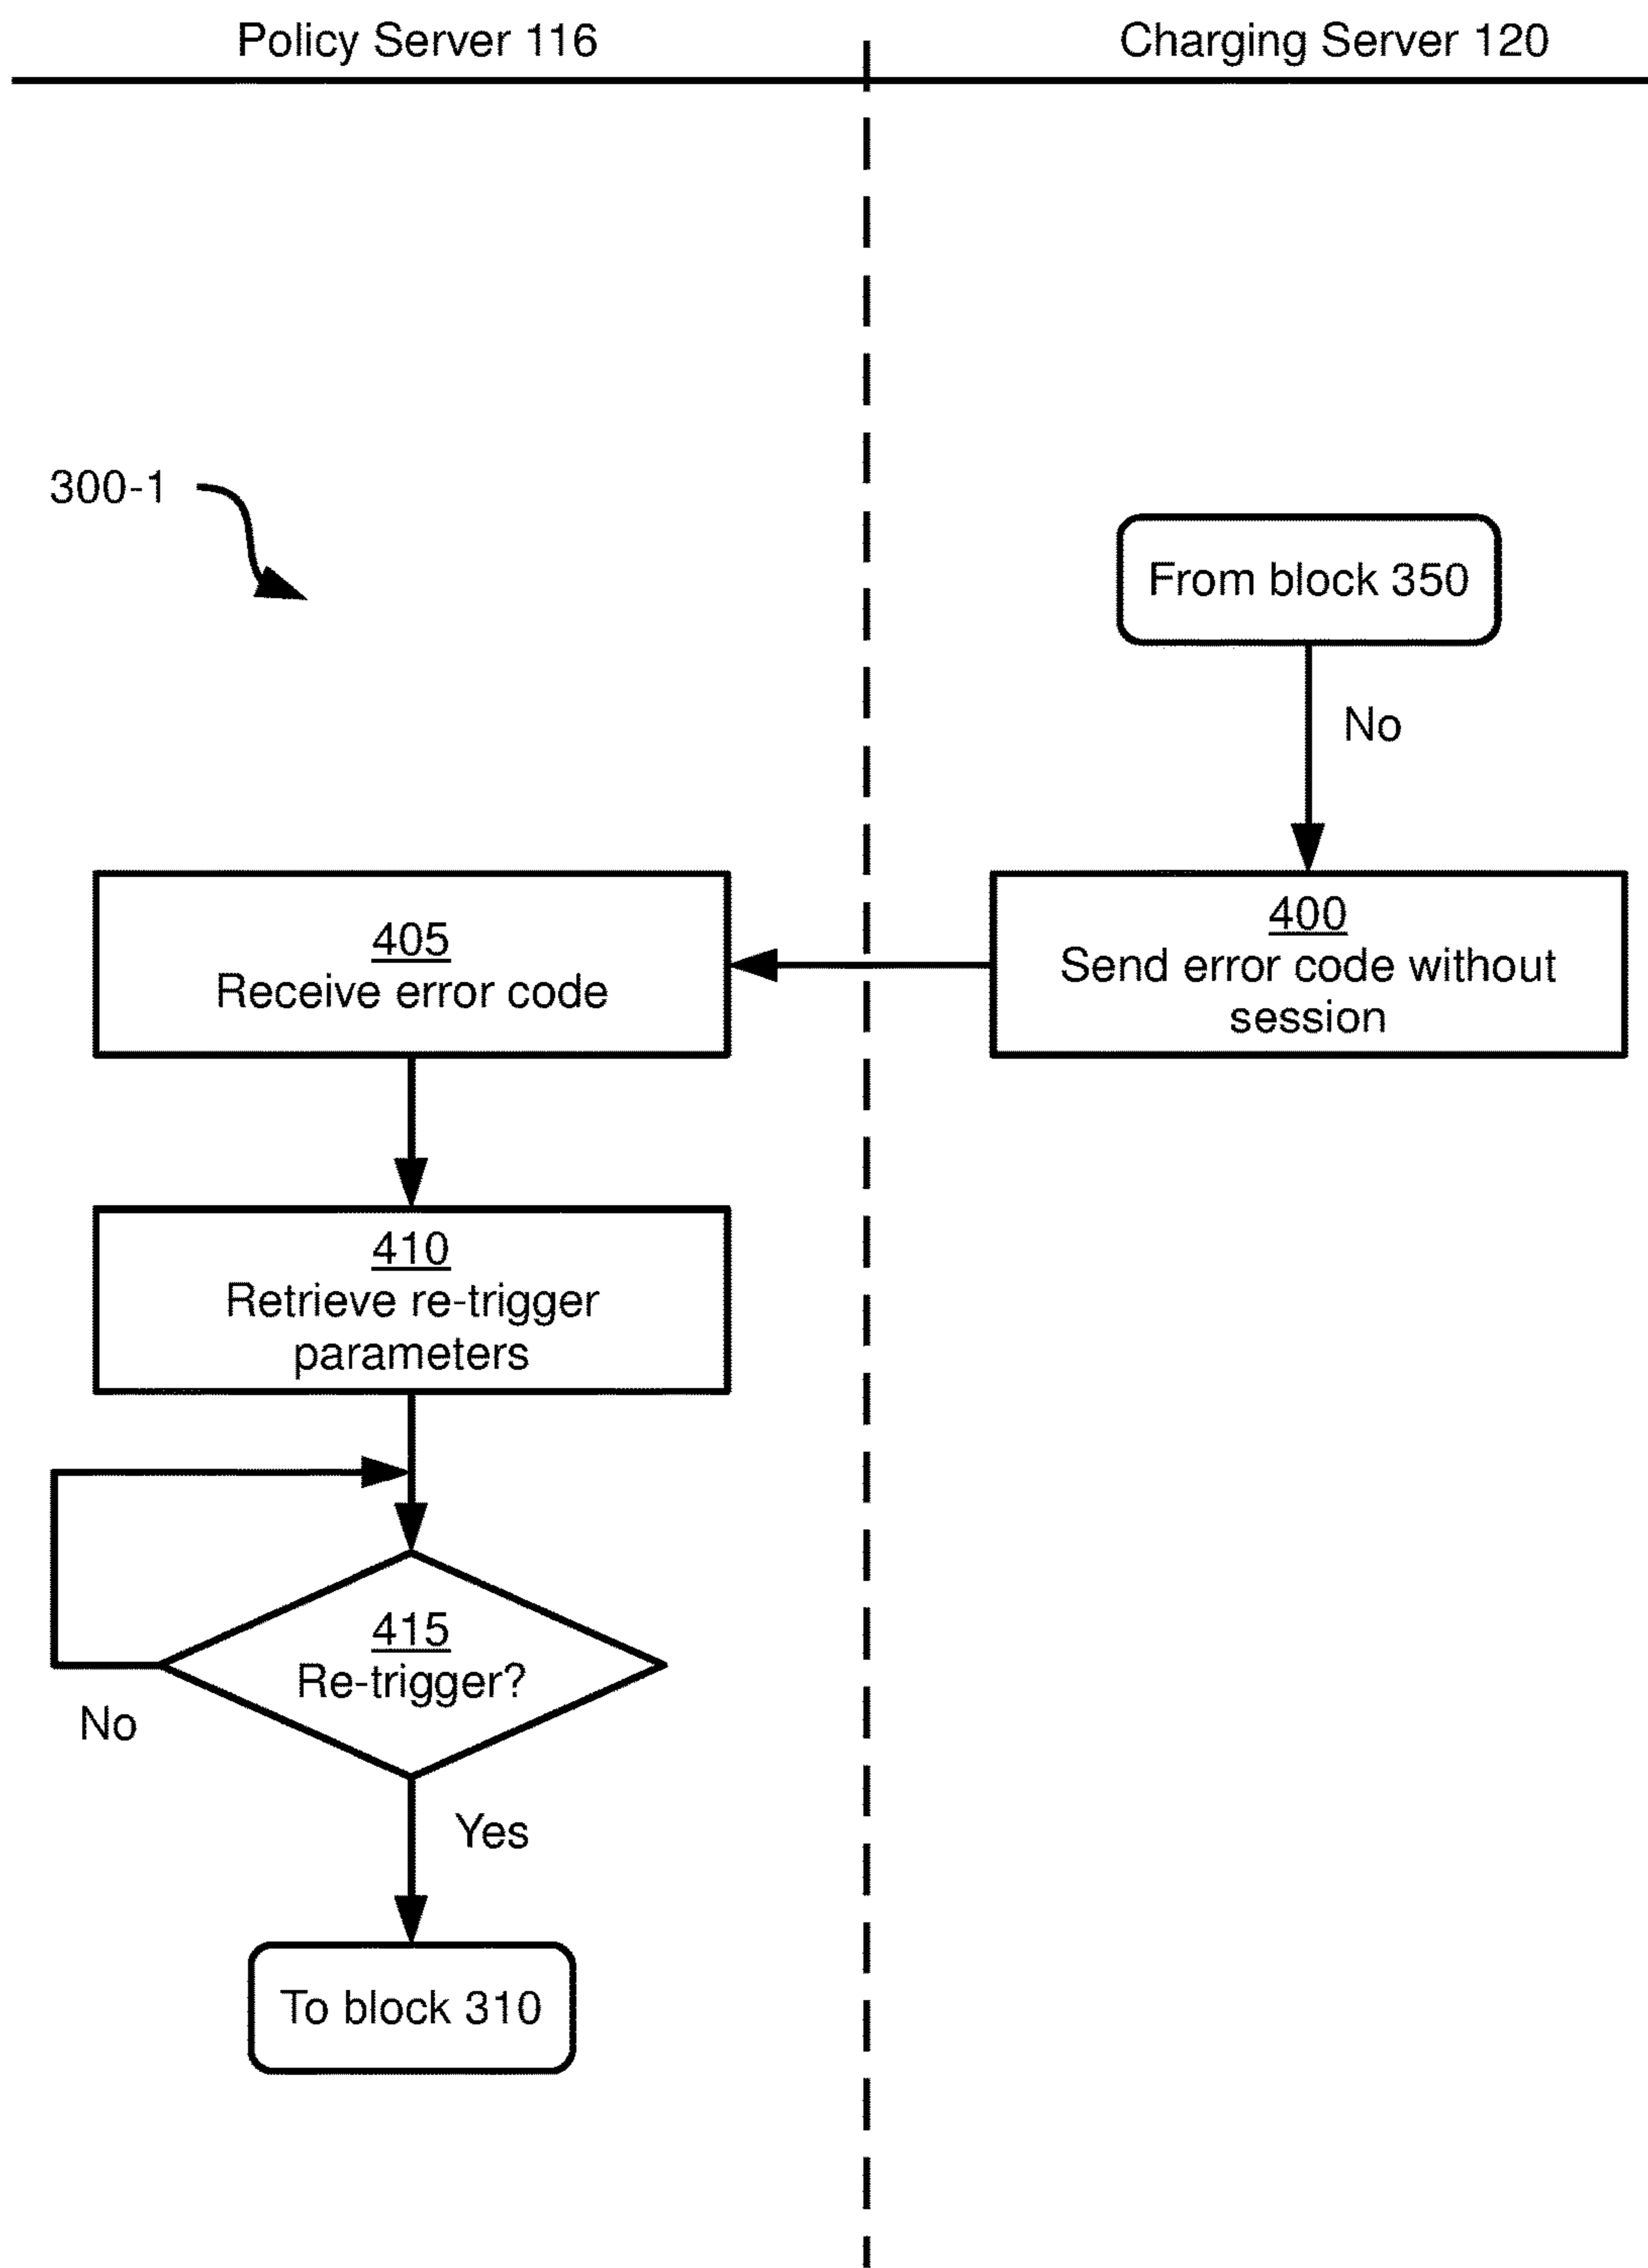 Policy Server 116
Charging Server 120
300-1
From block 350
No
400
Send error code without
session
405
Receive error code
410
Retrieve re-trigger
parameters
415
Re-trigger?
No
Yes
To block 310